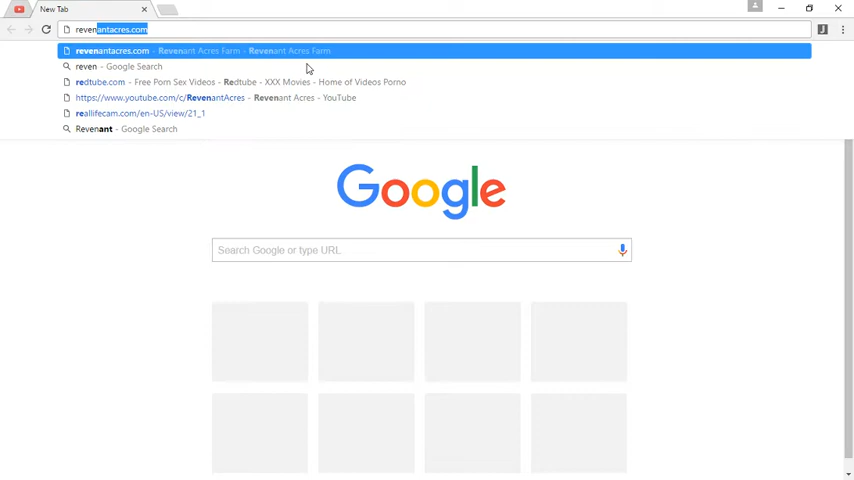 New Tab
revenantacres.com
revenantacres.com - Revenant Acres Farm - Revenant Acres Farm
reven - Google Search
redtube.com - Free Porn Sex Videos - Redtube - XXX Movies - Home of Videos Porno
https://www.youtube.com/c/RevenantAcres - Revenant Acres - YouTube
reallifecam.com/en-US/view/21_1
Revenant - Google Search
Google
Search Google or type URL